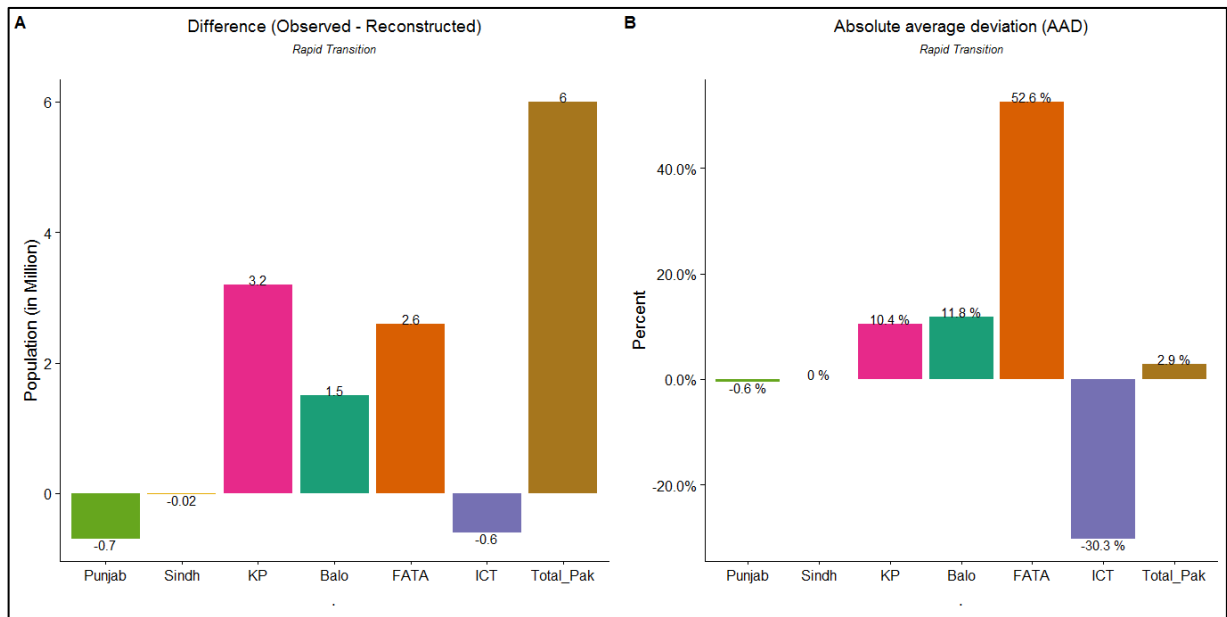 A
Difference (Observed - Reconstructed)
Rapid Transition
Population (in Million)
6
4
2
0
-0.7
-0.02
3.2
1.5
2.6
-0.6
6
Punjab Sindh KP Balo FATA ICT Total_Pak
.
B
Absolute average deviation (AAD)
Rapid Transition
Percent
40.0%
20.0%
0.0%
-20.0%
-0.6 %
0 %
10.4 %
11.8 %
52.6 %
-30.3 %
2.9 %
Punjab Sindh KP Balo FATA ICT Total_Pak
.